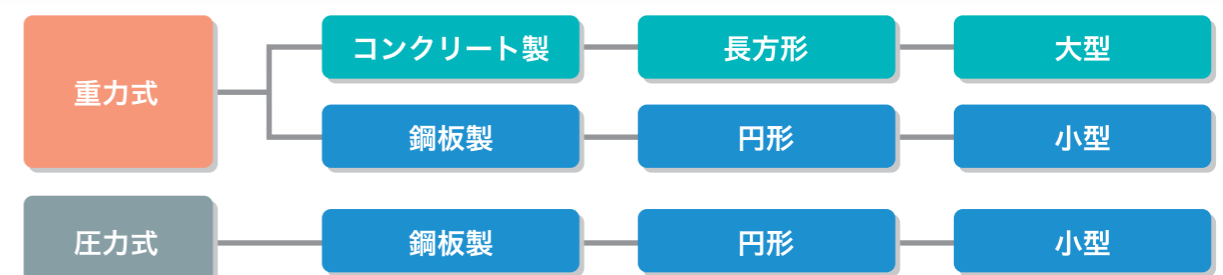 重力式
コンクリート製
長方形
大型
鋼板製
円形
小型
圧力式
鋼板製
円形
小型